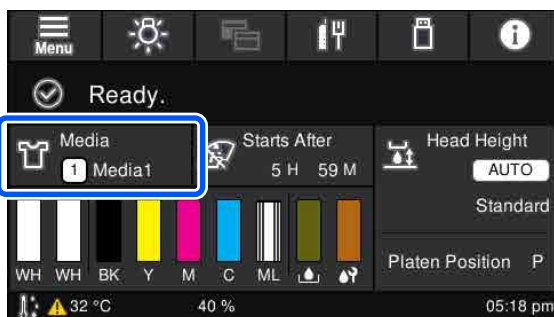 Menu
Ready.
Media
1 Media1
Starts After
5 H 59 M
Head Height
AUTO
Standard
WH WH BK Y M C ML
Platen Position P
32 °C
40 %
05:18 pm